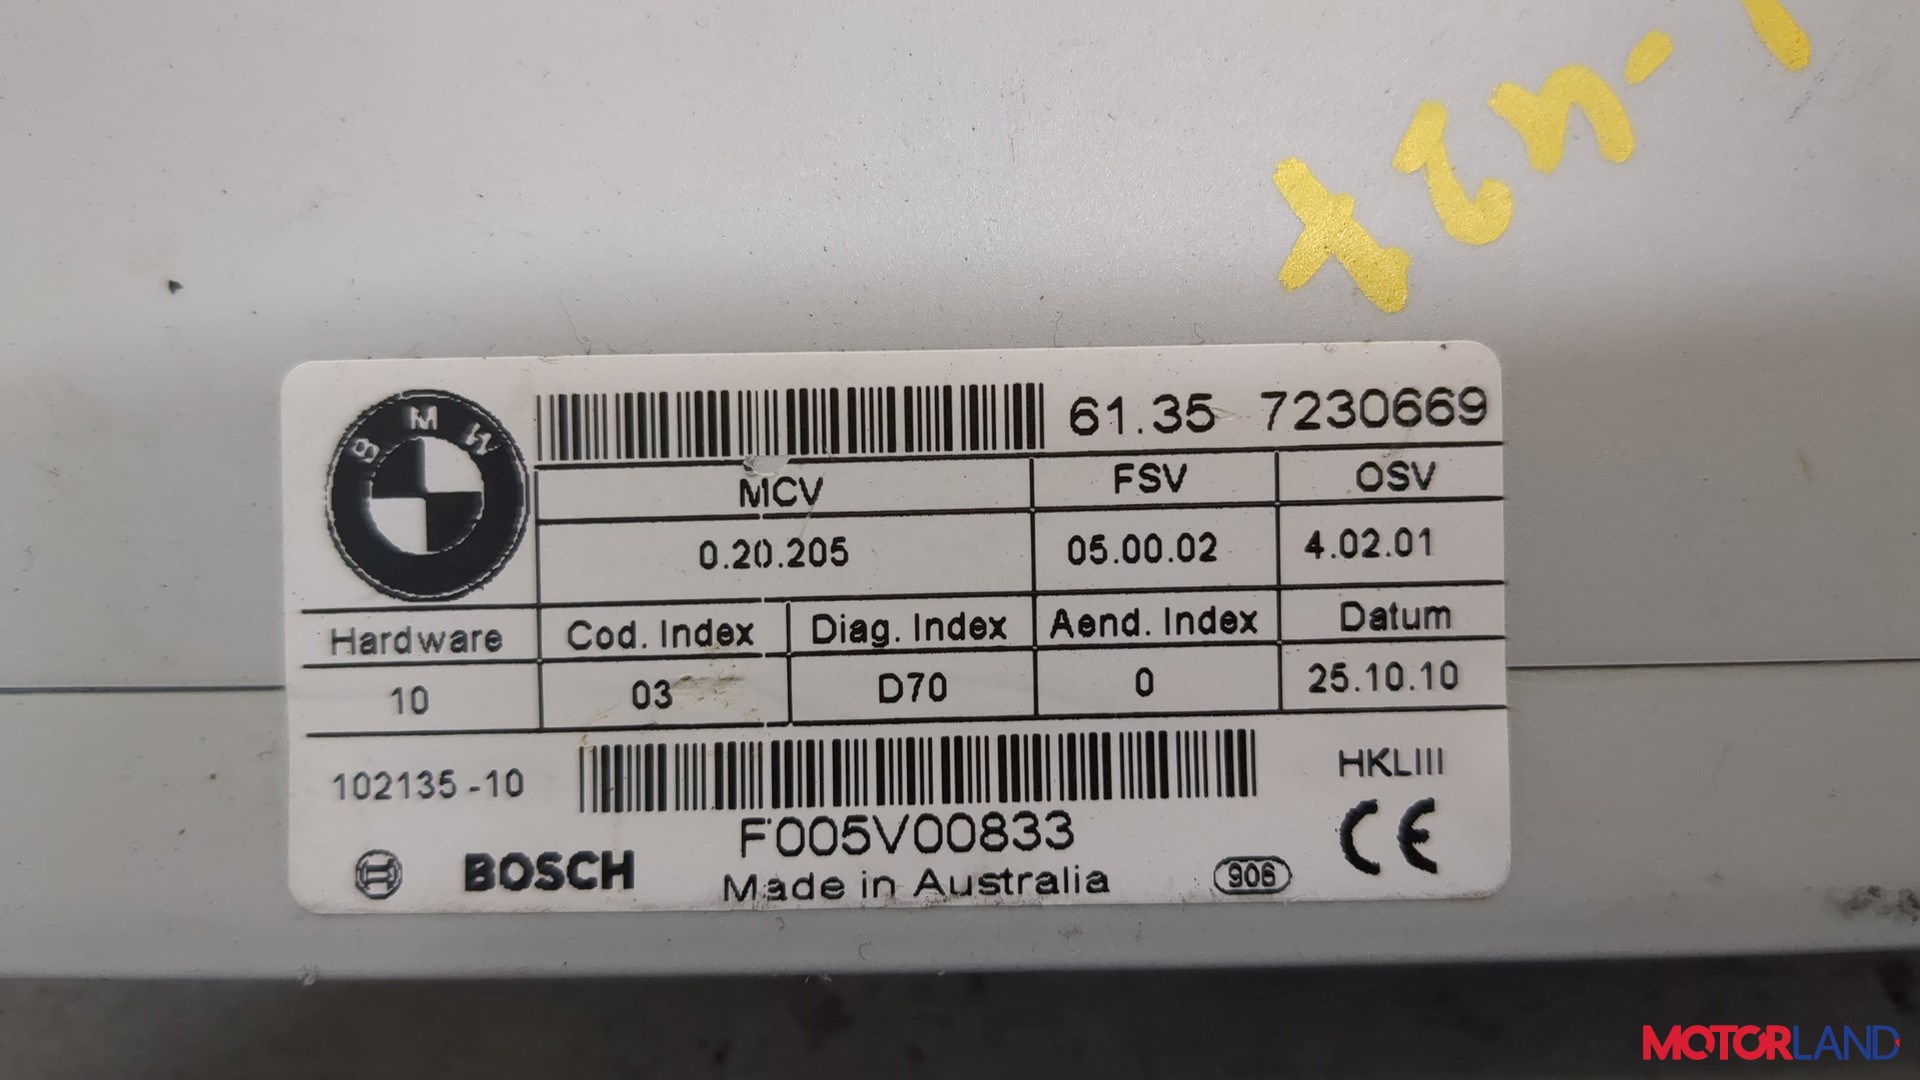 BMW
61.35 7230669
MCV FSV OSV
0.20.205 05.00.02 4.02.01
Hardware Cod. Index Diag. Index Aend. Index Datum
10 03 D70 0 25.10.10
102135-10
HKLIII
F005V00833
CE
BOSCH
Made in Australia
906
MOTORLAND